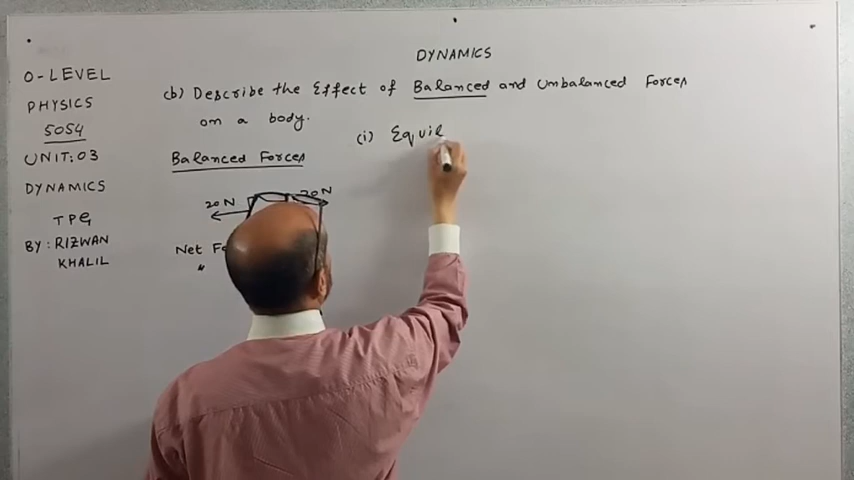 DYNAMICS
O-LEVEL
PHYSICS
5054
UNIT:03
DYNAMICS
TPG
BY: RIZWAN
KHALIL
(b) Describe the Effect of Balanced and Unbalanced Forces
on a body.
Balanced Forces
20 N 20 N
Net
(i) Equil